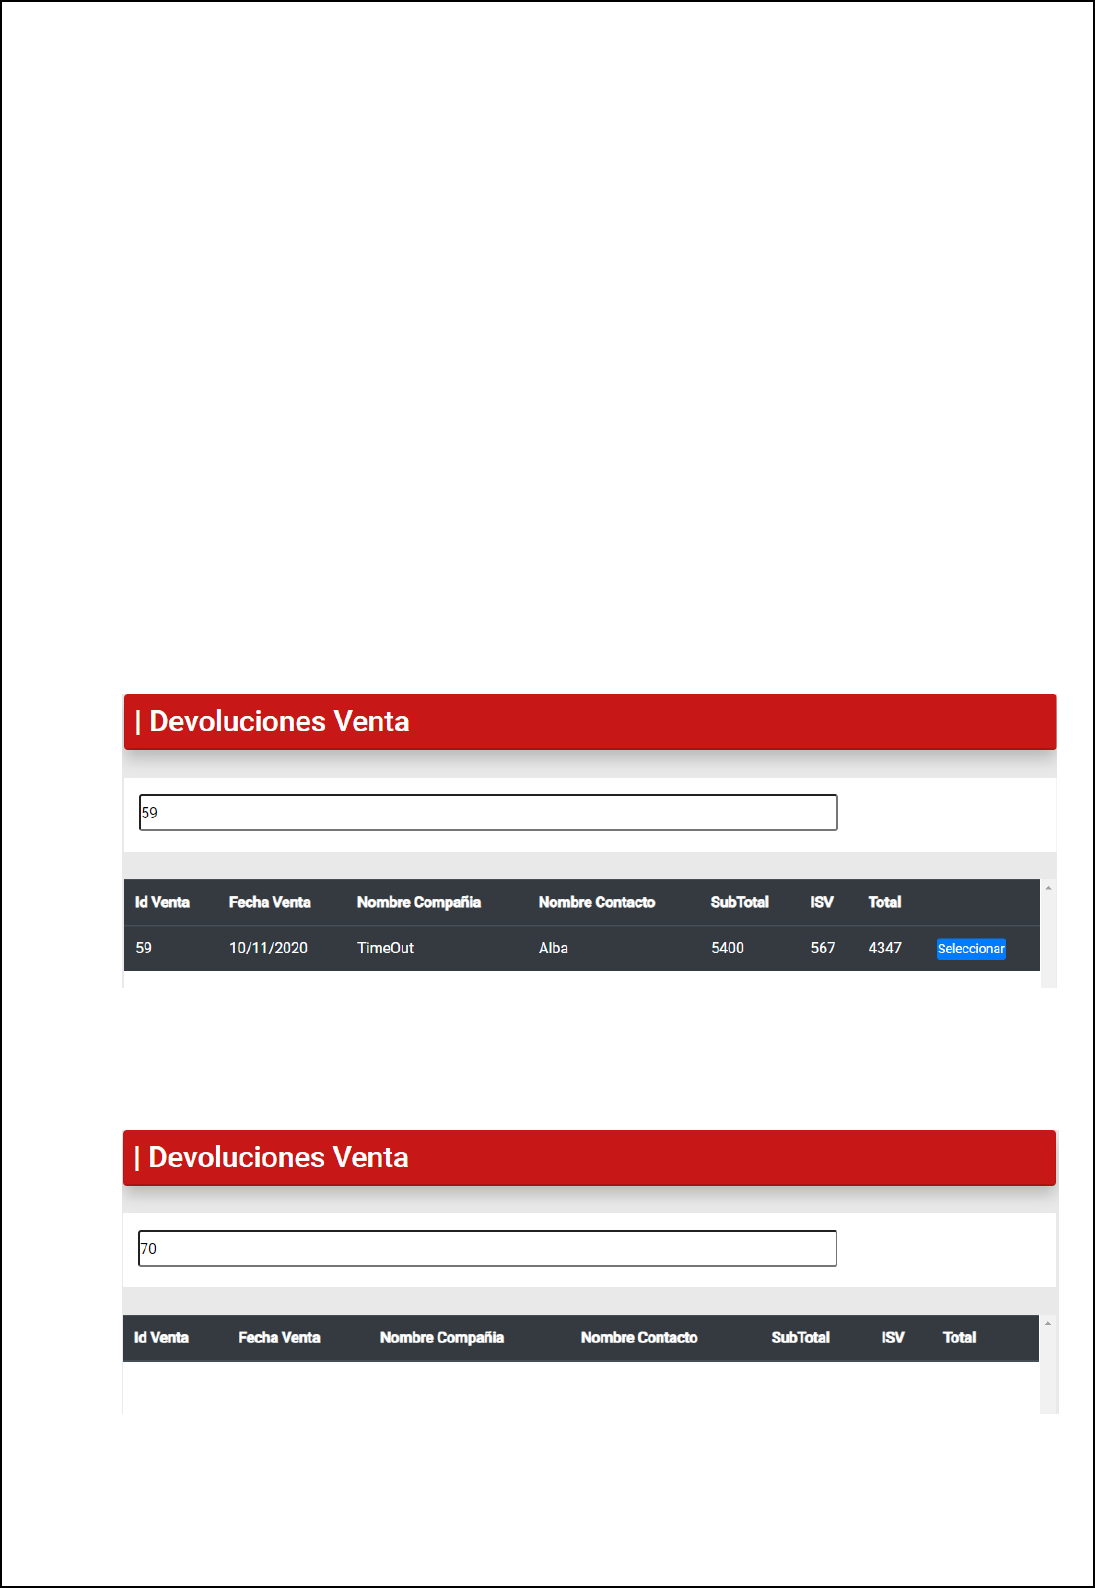 | Devoluciones Venta
59
Id Venta Fecha Venta Nombre Compañia Nombre Contacto SubTotal ISV Total
59 10/11/2020 TimeOut Alba 5400 567 4347 Seleccionar
| Devoluciones Venta
70
Id Venta Fecha Venta Nombre Compañia Nombre Contacto SubTotal ISV Total